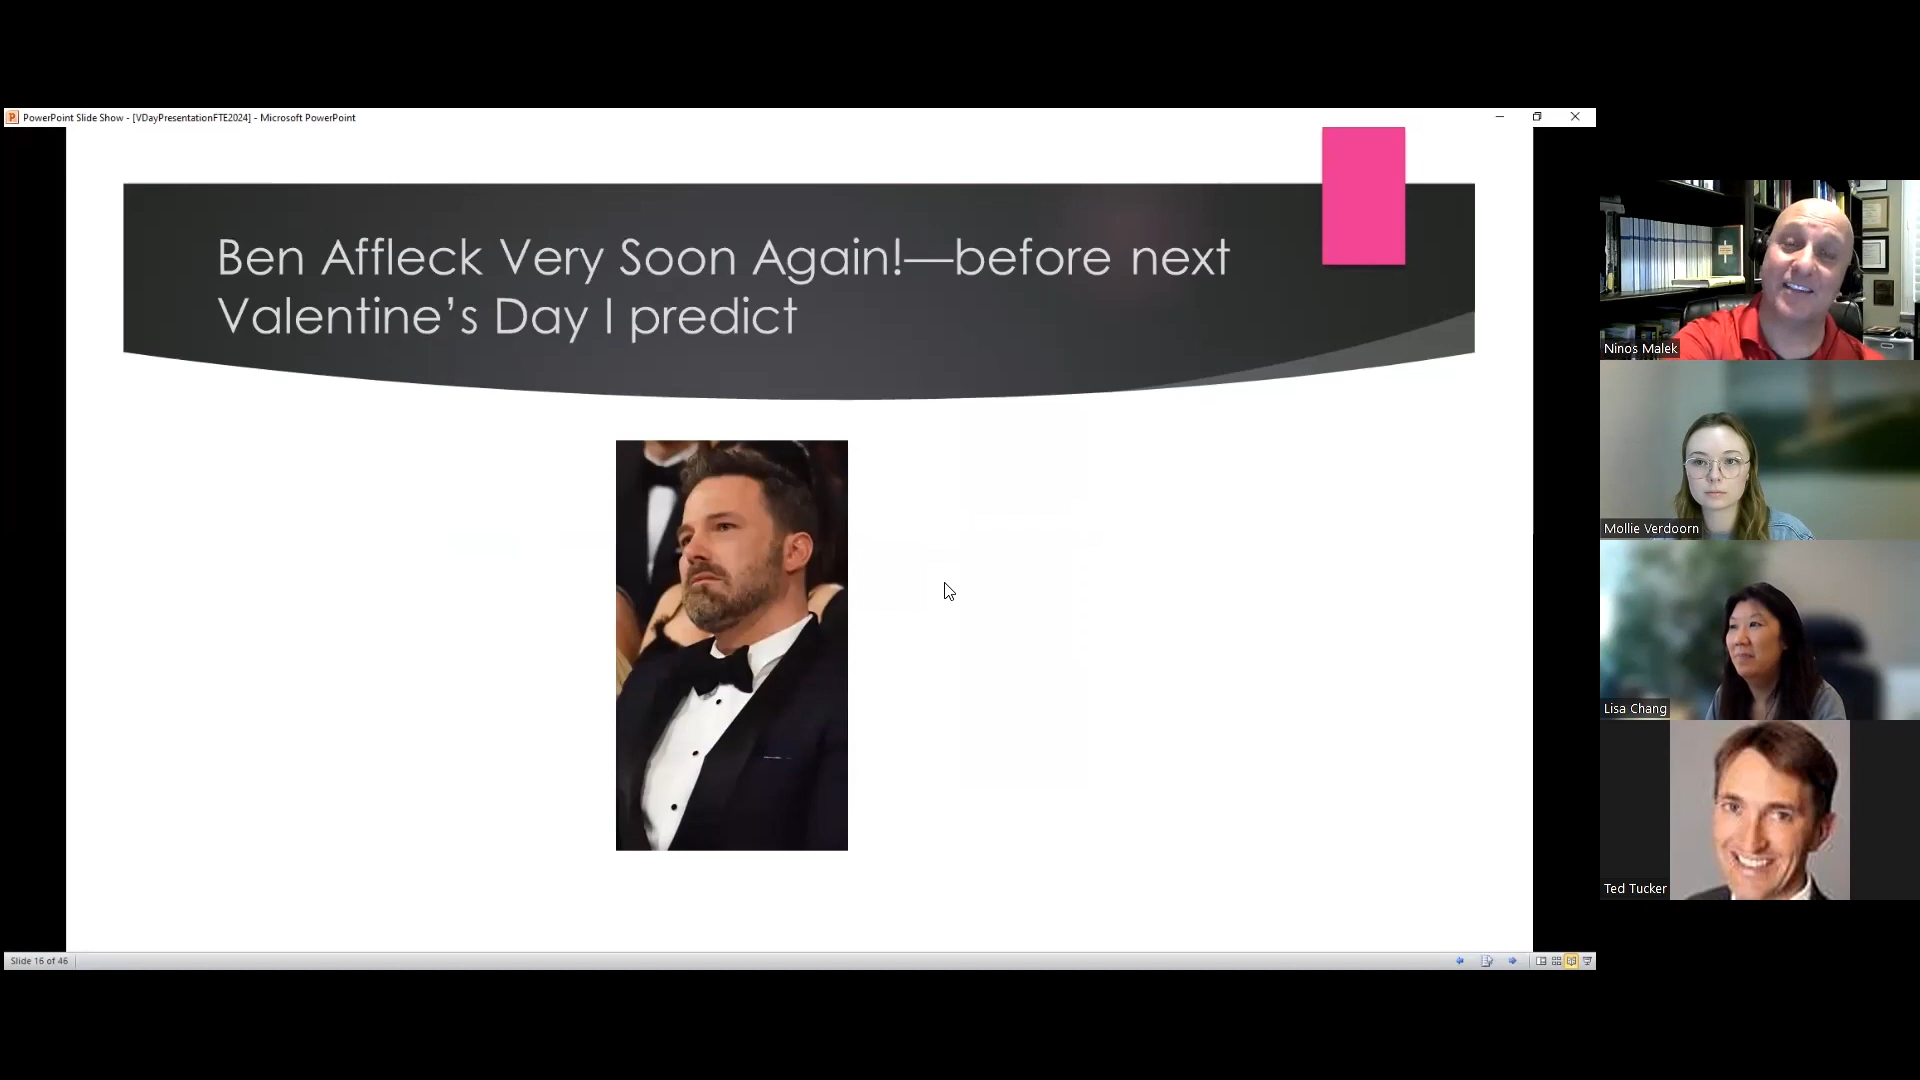 PowerPoint Slide Show - [VDayPresentationFTE2024] - Microsoft PowerPoint
Ben Affleck Very Soon Again!—before next
Valentine’s Day I predict
Ninos Malek
Mollie Verdoorn
Lisa Chang
Ted Tucker
Slide 16 of 46